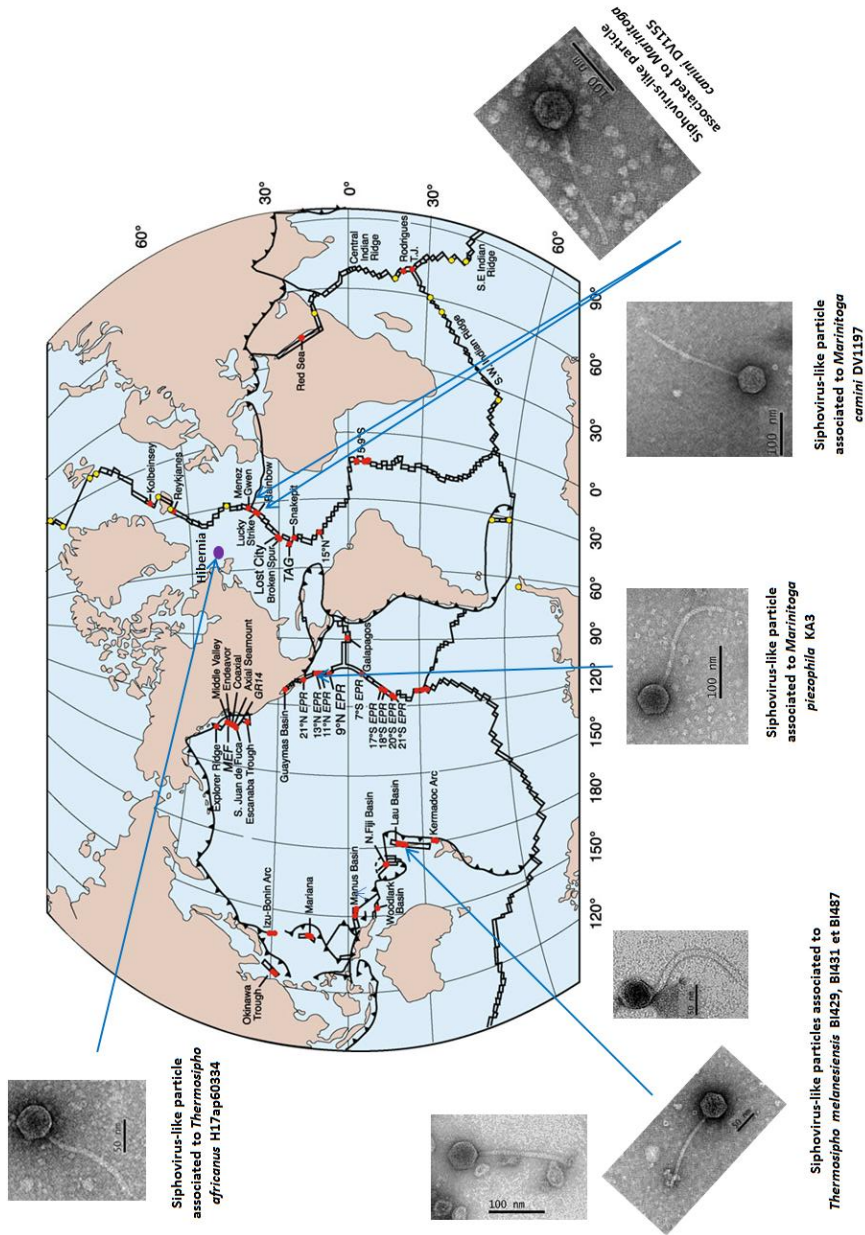 Siphovirus-like particle
associated to Thermosipho
africanus H17ap60334
50 nm
Siphovirus-like particle
associated to Marinitoga
camini DV1155
100 nm
Siphovirus-like particle
associated to Marinitoga
camini DV1197
100 nm
Siphovirus-like particle
associated to Marinitoga
piezophila KA3
100 nm
Siphovirus-like particles associated to
Thermosipho melanesiensis BI429, BI431 et BI487
50 nm
50 nm
100 nm
60°
30°
0°
30°
60°
120°
150°
180°
150°
120°
90°
60°
30°
0°
30°
60°
90°
Okinawa
Trough
Izu-Bonin Arc
Mariana
Manus Basin
Woodlark
Basin
N.Fiji Basin
Lau Basin
Kermadoc Arc
Explorer Ridge
Middle Valley
MEF
Endeavor
Coaxial
Axial Seamount
S. Juan de Fuca
GR14
Escanaba Trough
Guaymas Basin
21°N EPR
13°N EPR
11°N EPR
9°N EPR
7°S EPR
17°S EPR
18°S EPR
20°S EPR
21°S EPR
Galapagos
Hibernia
Kolbeinsey
Reykjanes
Menez
Gwen
Lucky
Strike
Rainbow
Lost City
Broken Spur
TAG
Snakepit
15°N
5-9°S
Red Sea
Central
Indian
Ridge
Rodrigues
T.J.
S.E Indian
Ridge
S.W.Indian Ridge